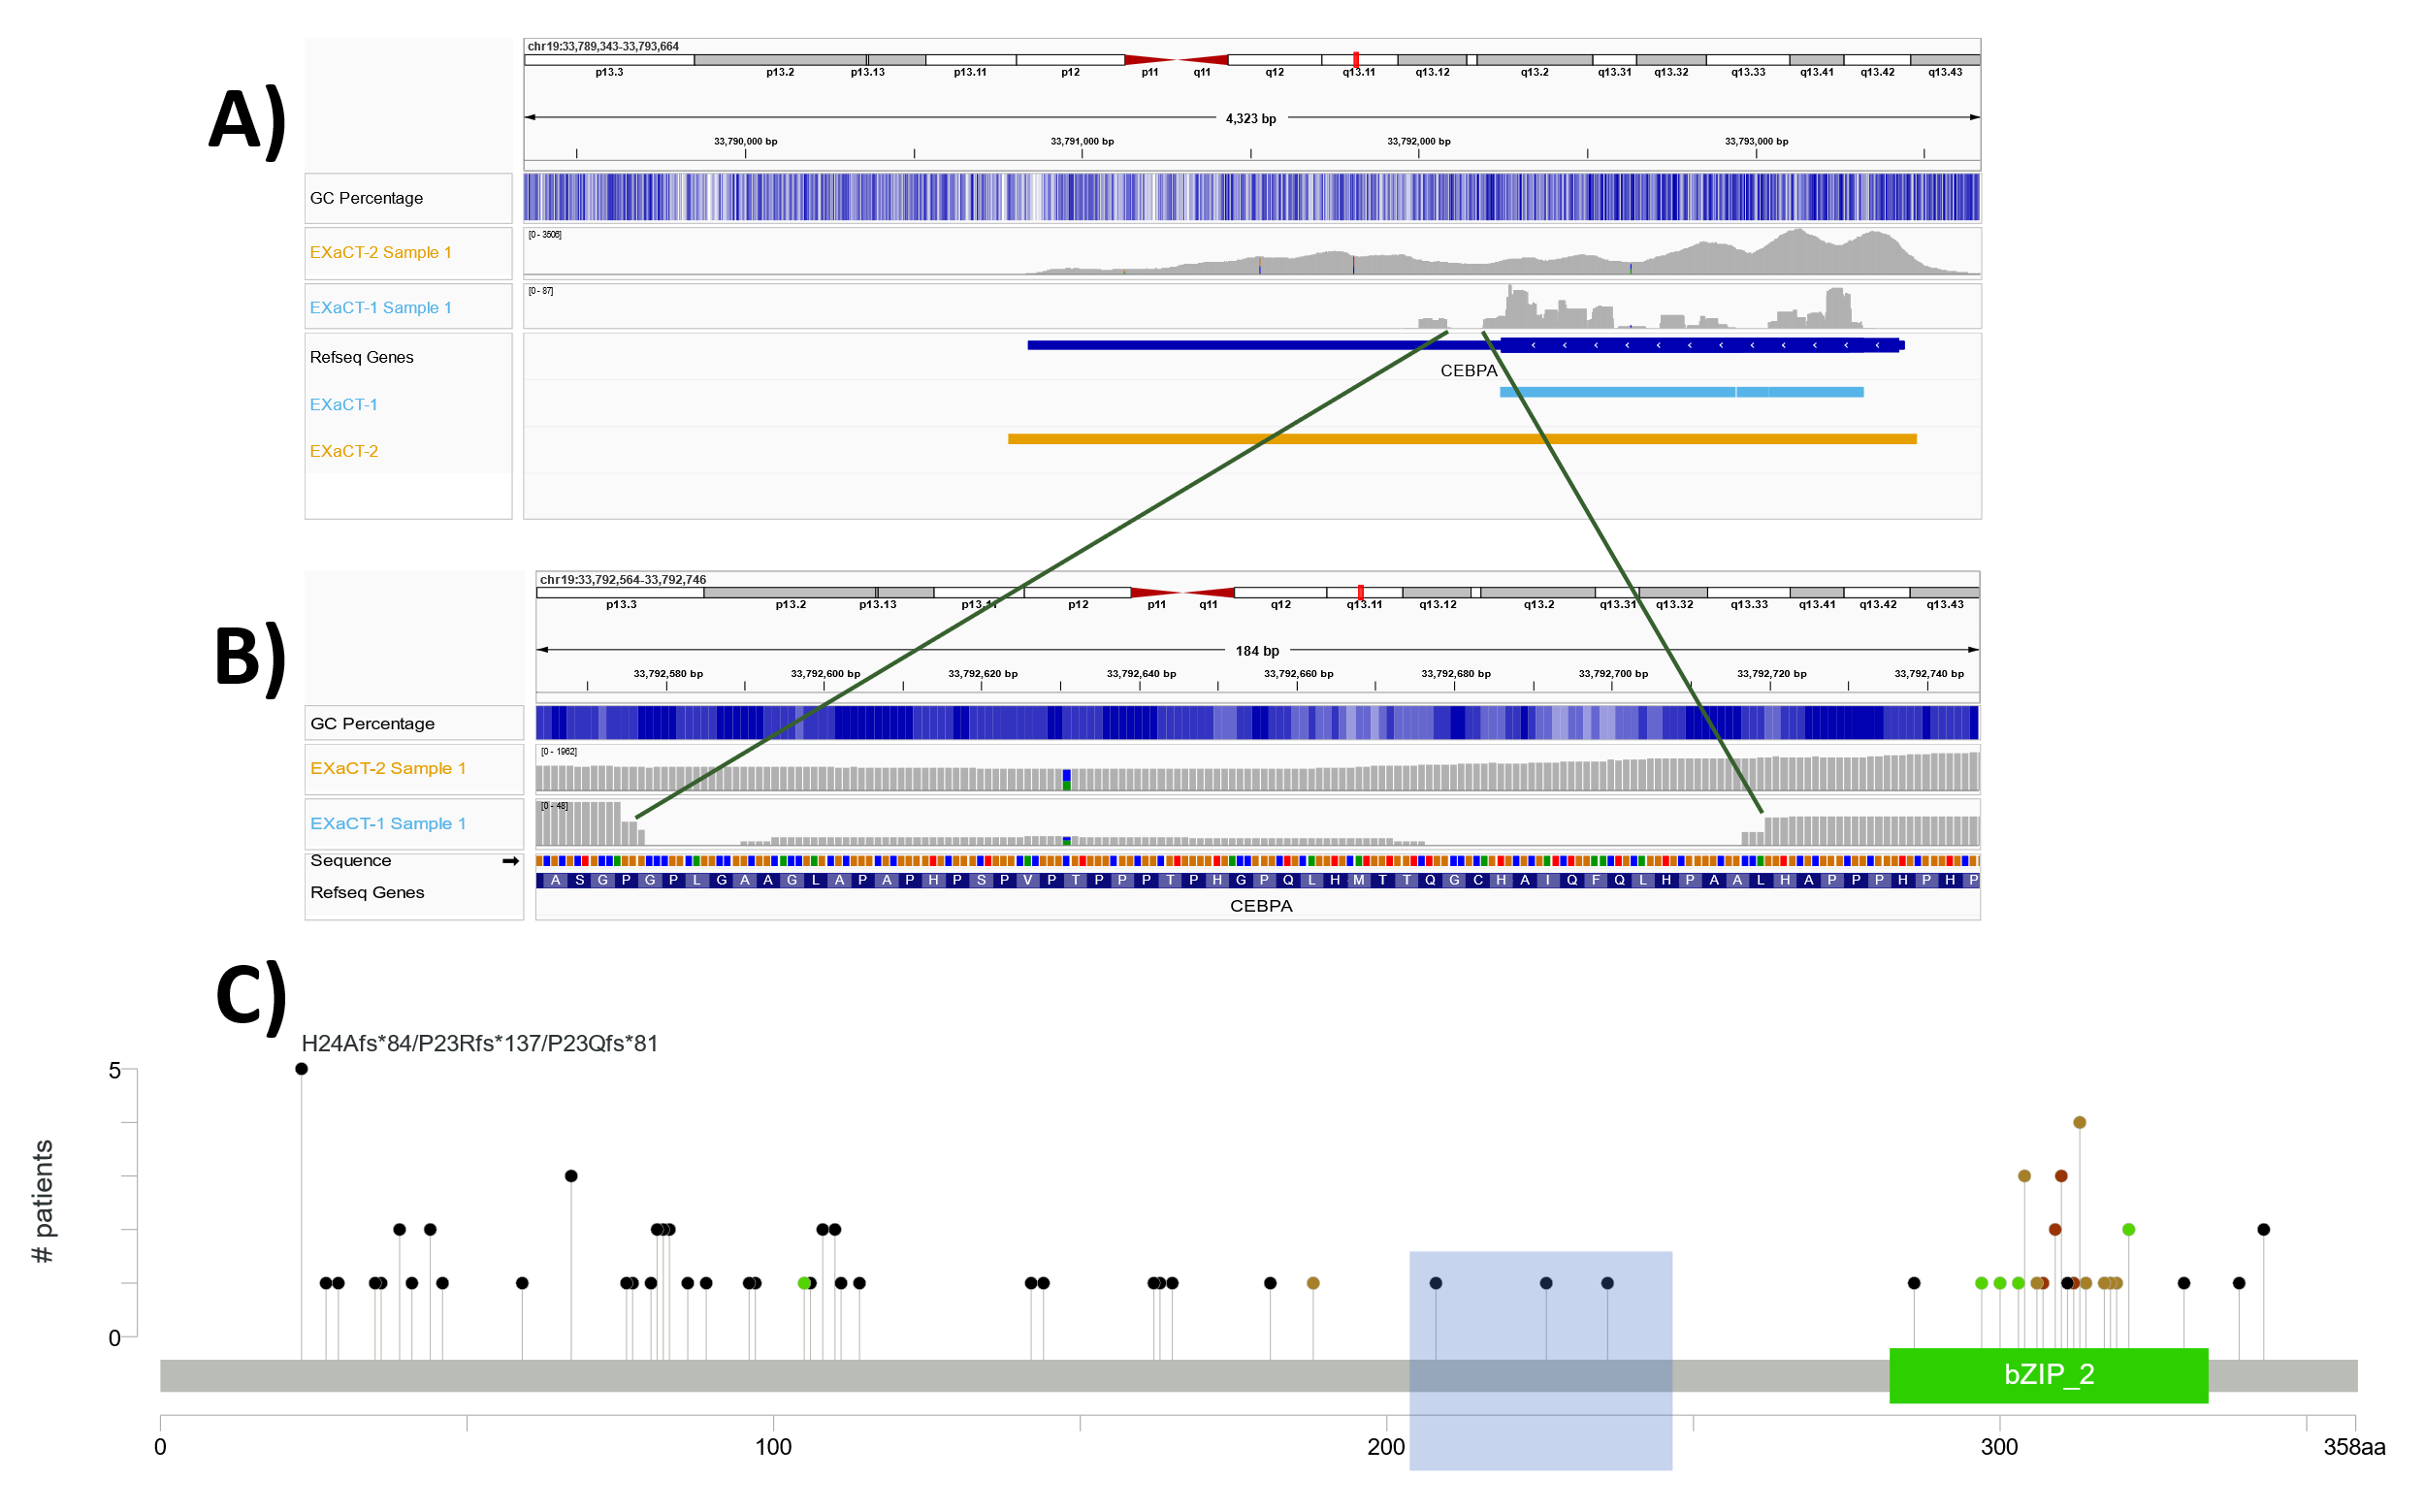 A)
chr19:33,789,343-33,793,664
p13.3 p13.2 p13.13 p13.11 p12 p11 q11 q12 q13.11 q13.12 q13.2 q13.31 q13.32 q13.33 q13.41 q13.42 q13.43
4,323 bp
33,790,000 bp 33,791,000 bp 33,792,000 bp 33,793,000 bp
GC Percentage
EXaCT-2 Sample 1 [0 - 3506]
EXaCT-1 Sample 1 [0 - 87]
Refseq Genes
CEBPA
EXaCT-1
EXaCT-2
B)
chr19:33,792,564-33,792,746
p13.3 p13.2 p13.13 p13.11 p12 p11 q11 q12 q13.11 q13.12 q13.2 q13.31 q13.32 q13.33 q13.41 q13.42 q13.43
184 bp
33,792,580 bp 33,792,600 bp 33,792,620 bp 33,792,640 bp 33,792,660 bp 33,792,680 bp 33,792,700 bp 33,792,720 bp 33,792,740 bp
GC Percentage
EXaCT-2 Sample 1 [0 - 1962]
EXaCT-1 Sample 1 [0 - 48]
Sequence
Refseq Genes
A S G P G P L G A A G L A P A P H P S P V P T P P P T P H G P Q L H M T T Q G C H A I Q F Q L H P A A L H A P P P H P H P
CEBPA
C)
H24Afs*84/P23Rfs*137/P23Qfs*81
5
# patients
0
bZIP_2
0 100 200 300 358aa